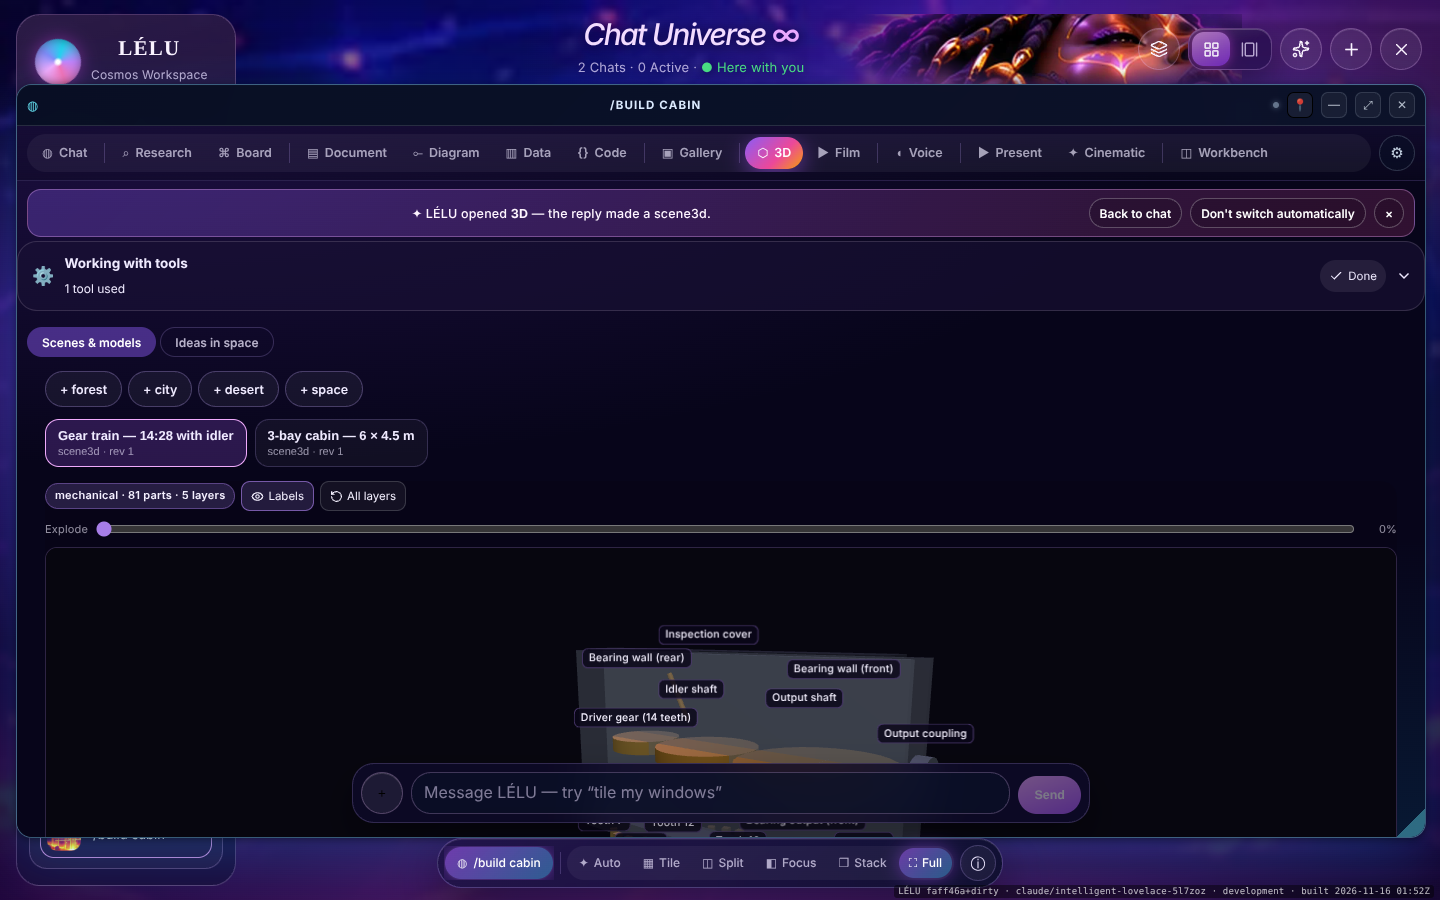 LÉLU
Cosmos Workspace
Chat Universe ∞
2 Chats · 0 Active · Here with you
/BUILD CABIN
Chat
Research
Board
Document
Diagram
Data
{} Code
Gallery
3D
Film
Voice
Present
Cinematic
Workbench
✦ LÉLU opened 3D — the reply made a scene3d.
Back to chat
Don't switch automatically
×
Working with tools
1 tool used
Done
Scenes & models
Ideas in space
+ forest
+ city
+ desert
+ space
Gear train — 14:28 with idler
scene3d · rev 1
3-bay cabin — 6 × 4.5 m
scene3d · rev 1
mechanical · 81 parts · 5 layers
Labels
All layers
Explode
0%
Inspection cover
Bearing wall (rear)
Bearing wall (front)
Idler shaft
Output shaft
Driver gear (14 teeth)
Output coupling
+
Message LÉLU — try “tile my windows”
Send
/build cabin
Auto
Tile
Split
Focus
Stack
Full
LÉLU faff46a+dirty · claude/intelligent-lovelace-5l7zoz · development · built 2026-11-16 01:52Z